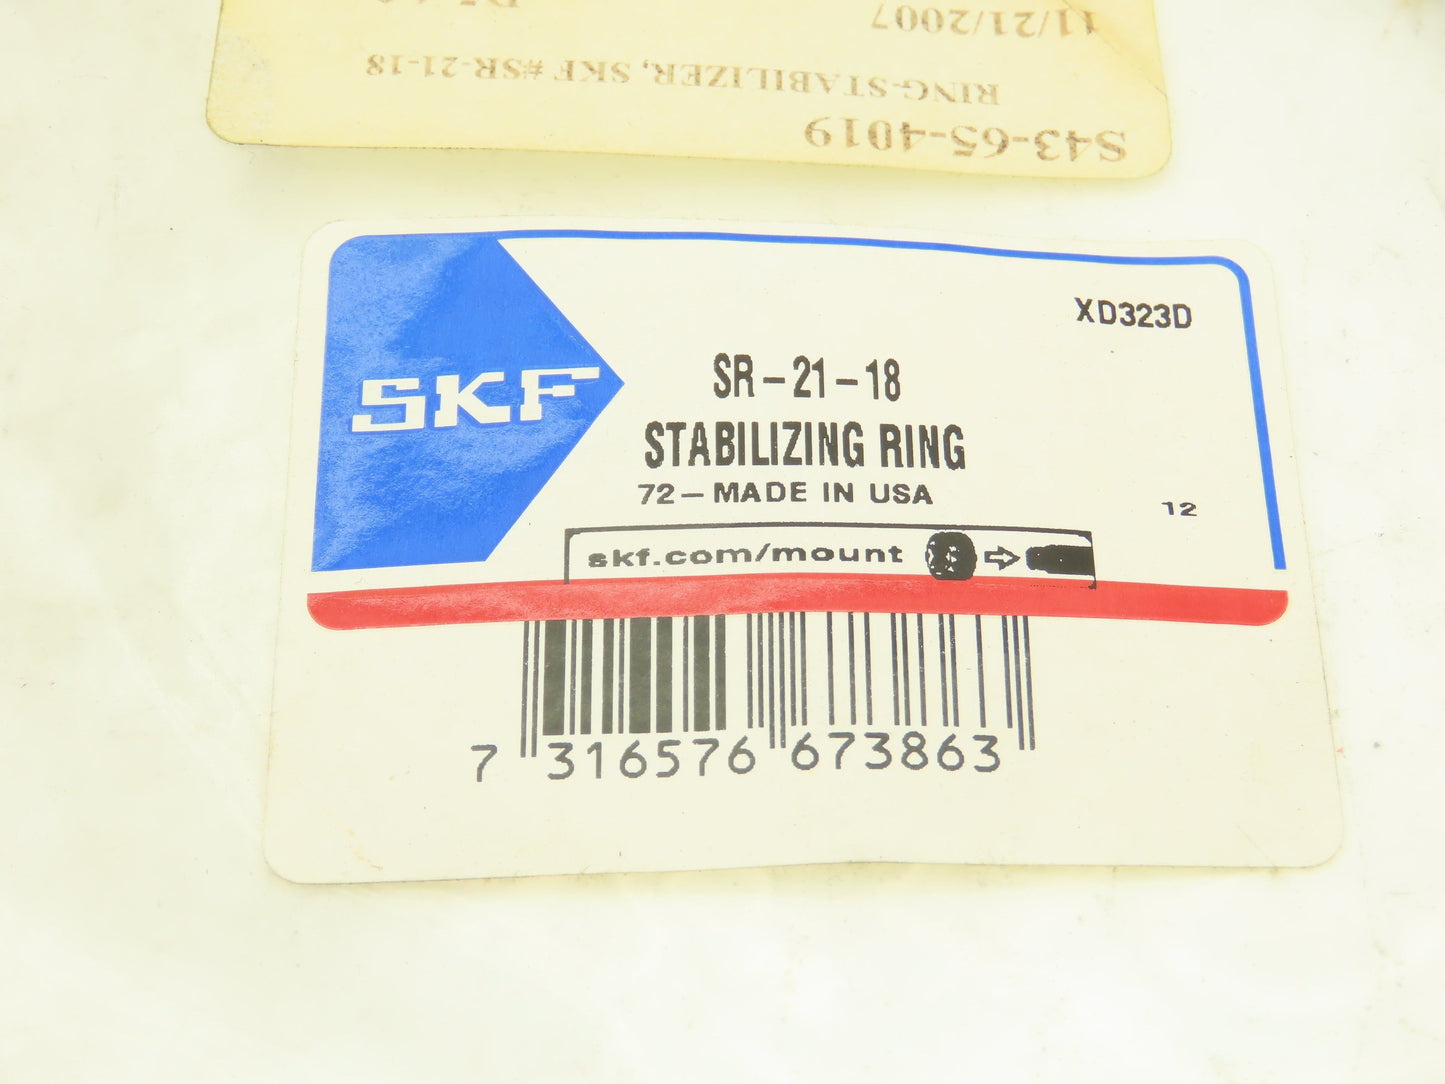 S43-65-4019
RING-STABILIZER, SKF #SR-21-18
11/21/2007
SKF
XD323D
SR-21-18
STABILIZING RING
72-MADE IN USA
12
skf.com/mount
7 316576 673863